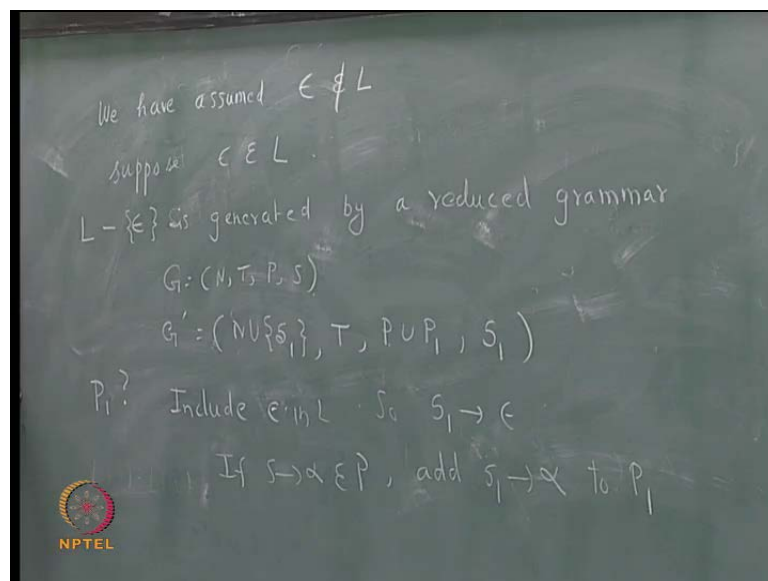 We have assumed ϵ ∉ L
suppose ϵ ε L .
L - {ϵ} is generated by a reduced grammar
G = (N, T, P, S)
G' = (N∪{S₁}, T, P ∪ P₁, S₁)
P₁? Include ϵ in L So S₁ → ϵ
If S → α ε P, add S₁ → α to P₁
NPTEL